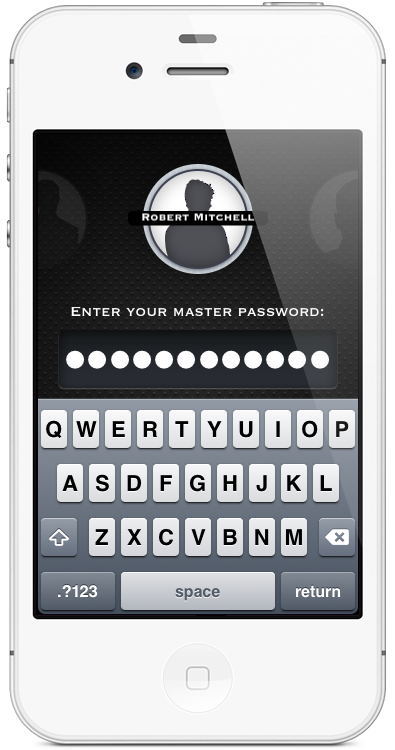 Robert Mitchell
Enter your master password:
Q W E R T Y U I O P
A S D F G H J K L
Z X C V B N M
.?123 space return